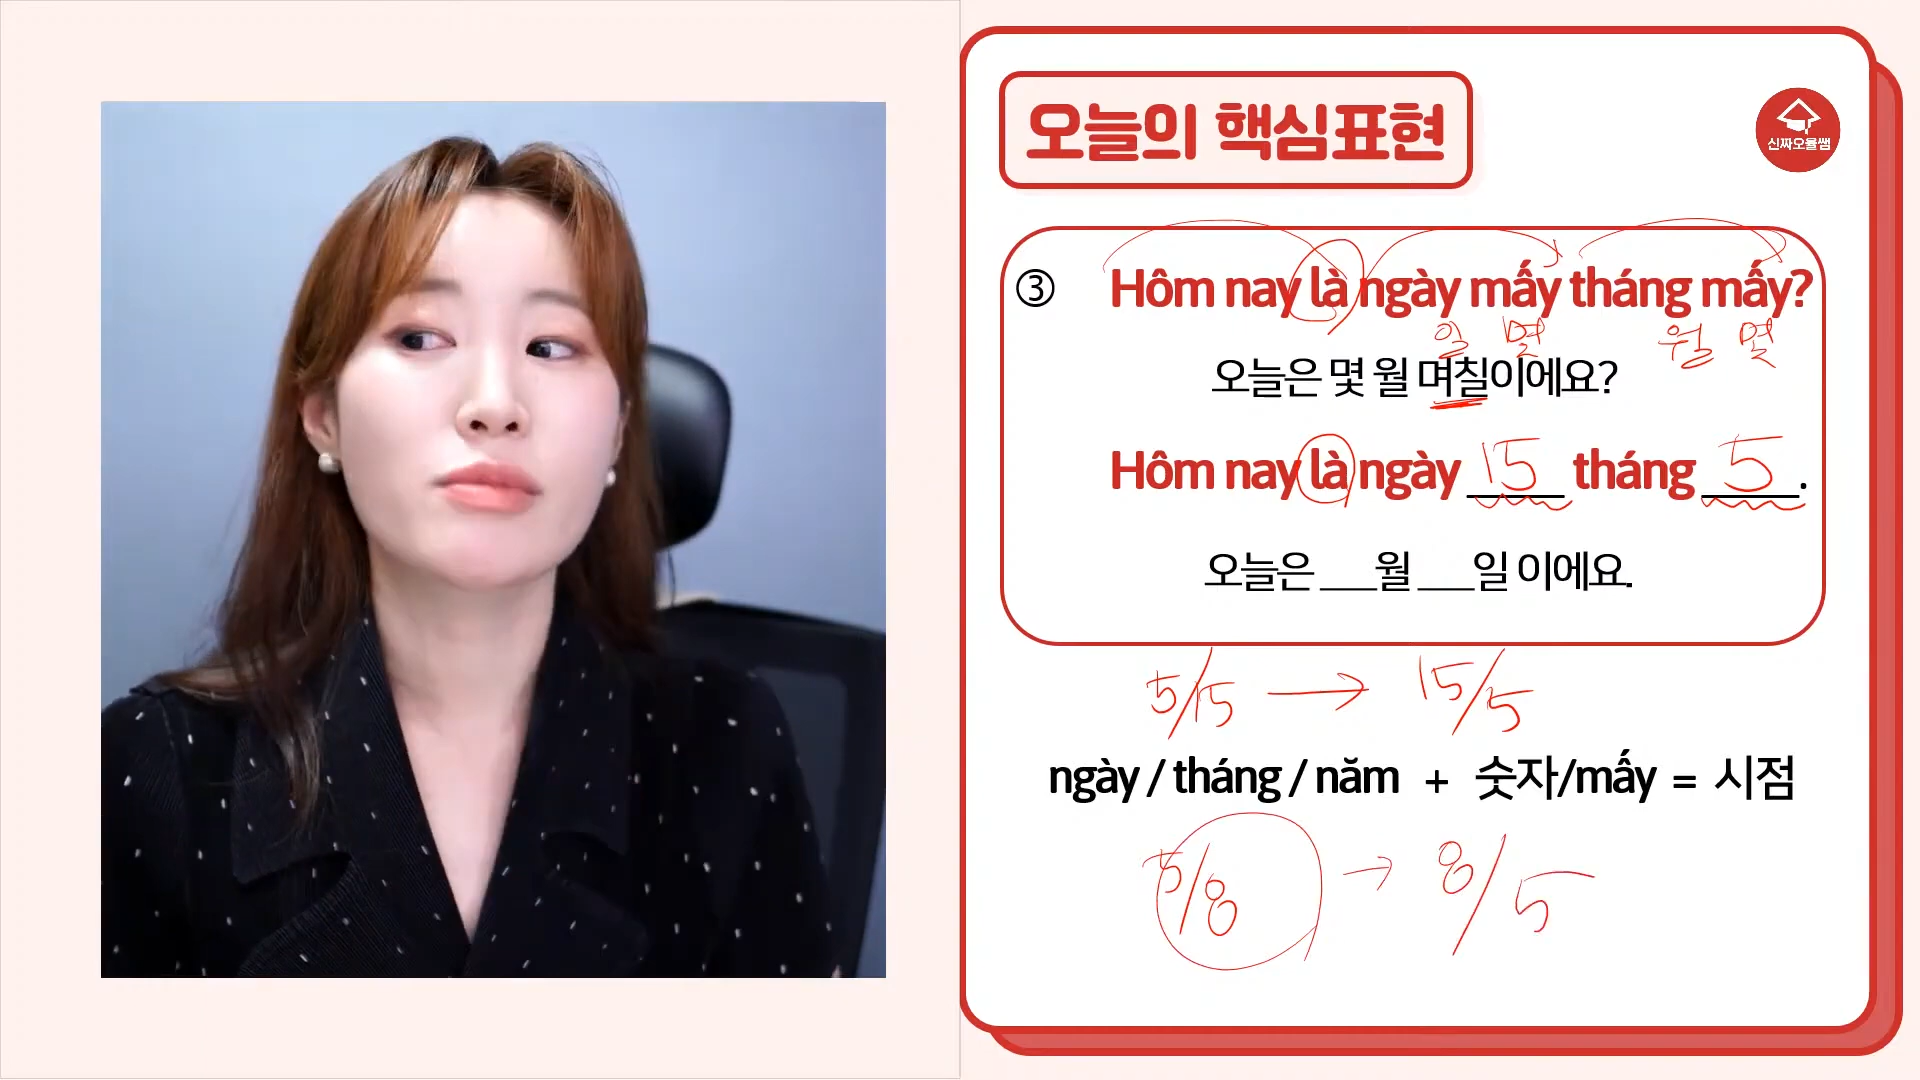 오늘의 핵심표현
신짜오율쌤
③ Hôm nay là ngày mấy tháng mấy?
일 몇 월 몇
오늘은 몇 월 며칠이에요?
Hôm nay là ngày 15 tháng 5.
오늘은 ___월 ___일 이에요.
5/15 → 15/5
ngày / tháng / năm + 숫자/mấy = 시점
5/8 → 8/5